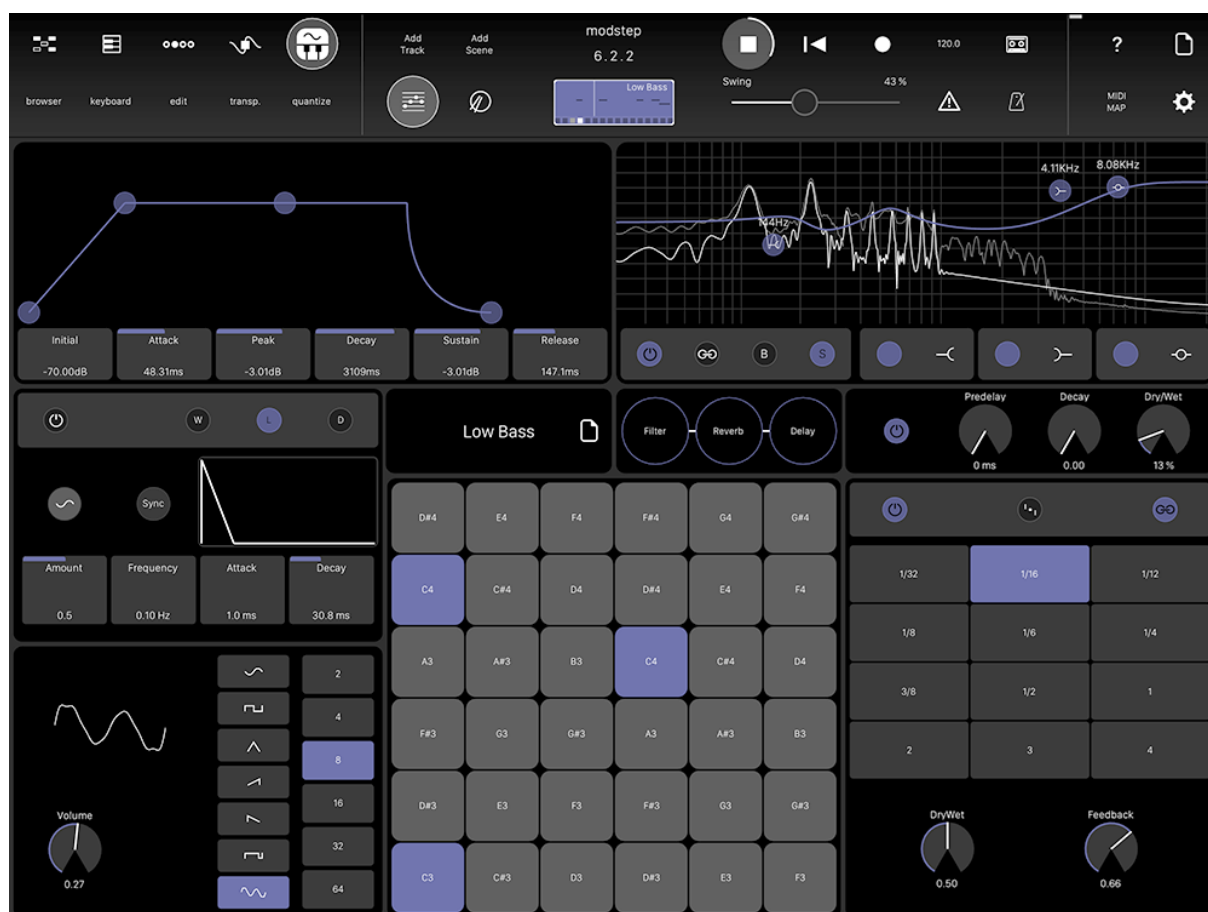 browser
keyboard
edit
transp.
quantize
Add
Track
Add
Scene
modstep
6.2.2
Low Bass
Swing
43 %
120.0
?
MIDI
MAP
Initial
-70.00dB
Attack
48.31ms
Peak
-3.01dB
Decay
3109ms
Sustain
-3.01dB
Release
147.1ms
144Hz
4.11KHz
8.08KHz
B
S
W
L
D
Sync
Amount
0.5
Frequency
0.10 Hz
Attack
1.0 ms
Decay
30.8 ms
Low Bass
Filter
Reverb
Delay
Predelay
0 ms
Decay
0.00
Dry/Wet
13 %
2
4
8
16
32
64
Volume
0.27
D#4 E4 F4 F#4 G4 G#4
C4 C#4 D4 D#4 E4 F4
A3 A#3 B3 C4 C#4 D4
F#3 G3 G#3 A3 A#3 B3
D#3 E3 F3 F#3 G3 G#3
C3 C#3 D3 D#3 E3 F3
1/32 1/16 1/12
1/8 1/6 1/4
3/8 1/2 1
2 3 4
DryWet
0.50
Feedback
0.66